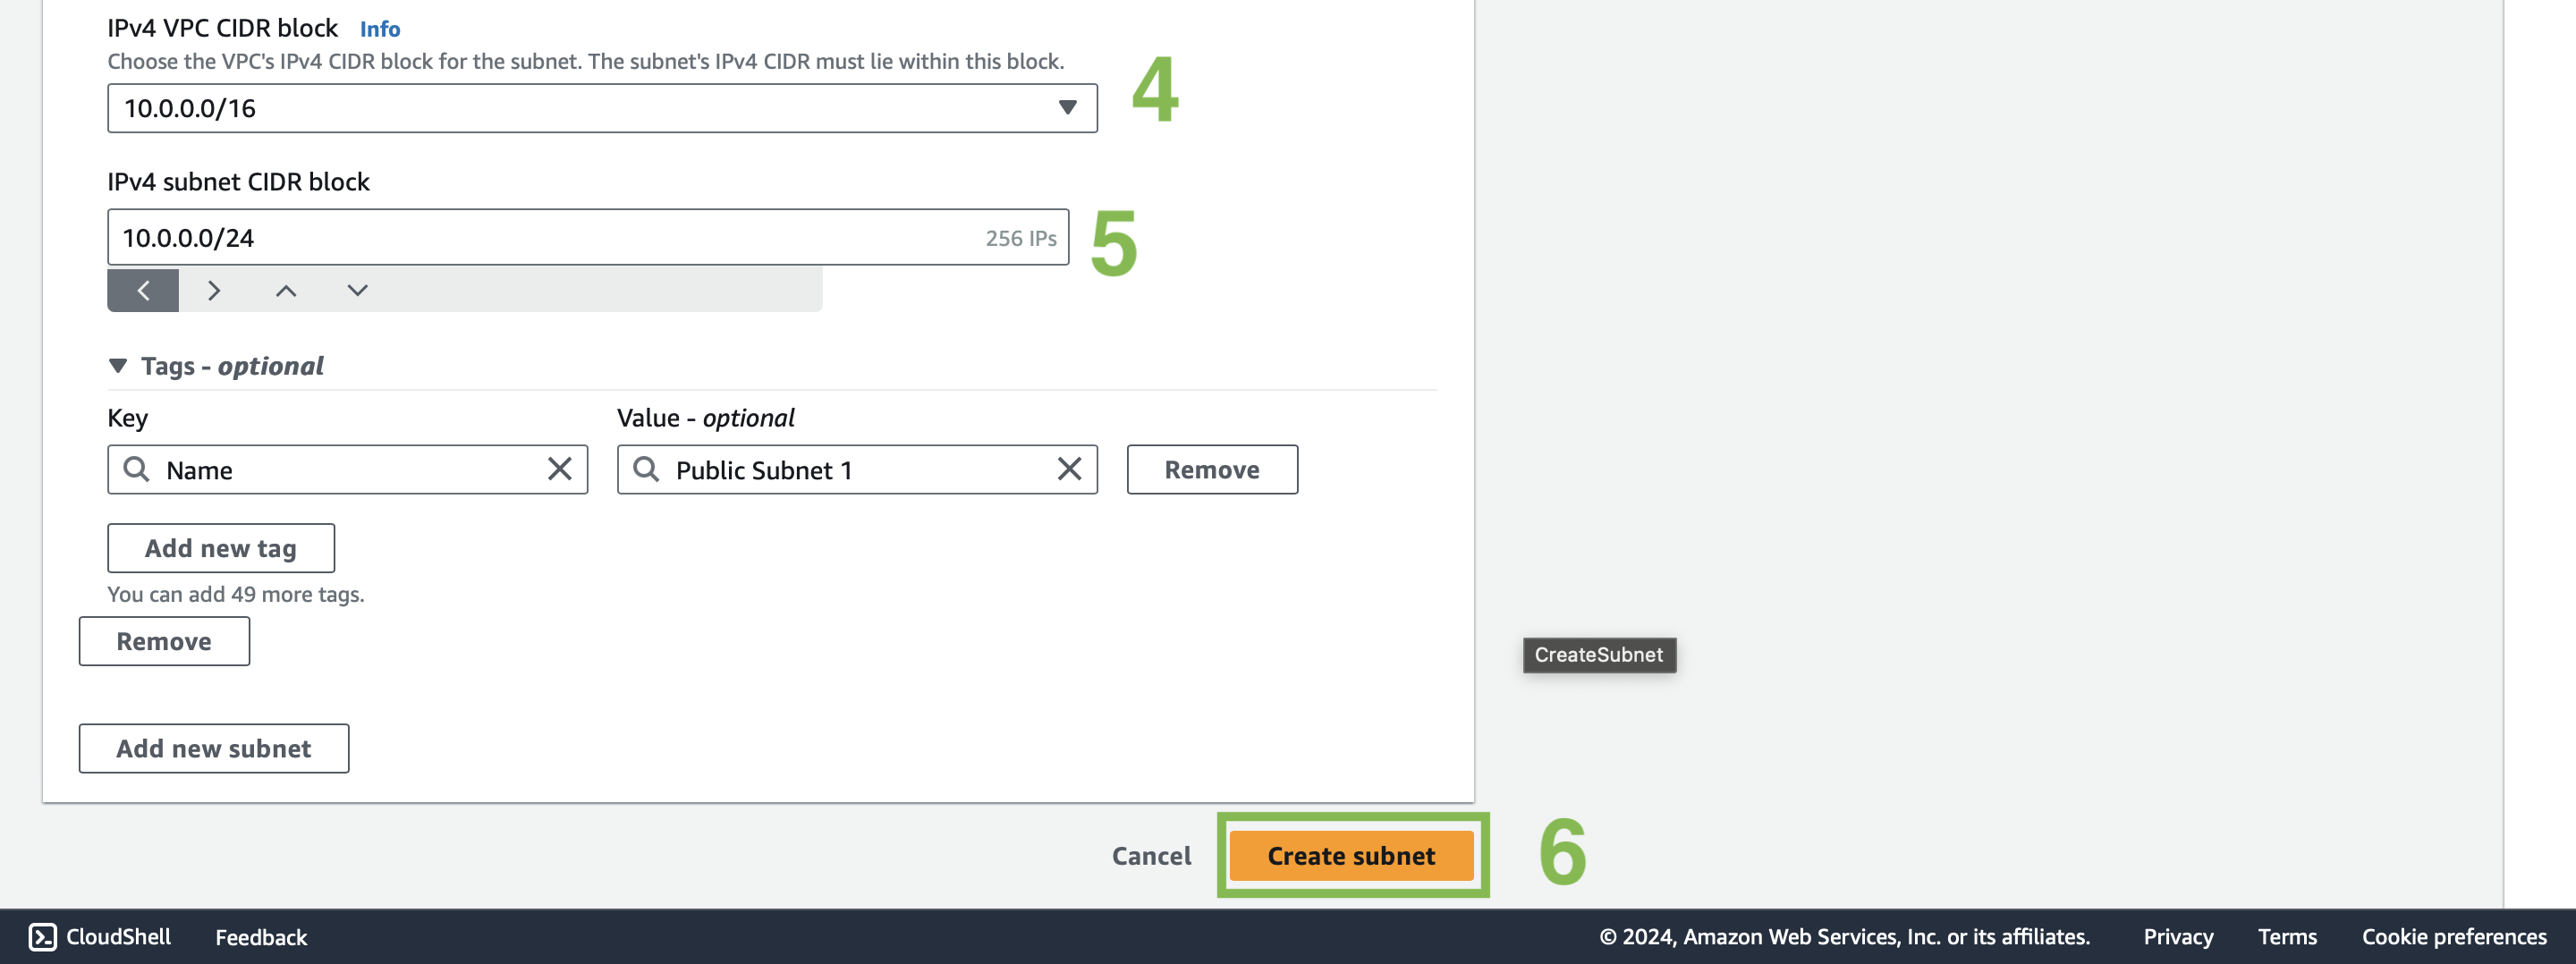 IPv4 VPC CIDR block Info
Choose the VPC's IPv4 CIDR block for the subnet. The subnet's IPv4 CIDR must lie within this block.
10.0.0.0/16
4
IPv4 subnet CIDR block
10.0.0.0/24 256 IPs
5
Tags - optional
Key Value - optional
Name Public Subnet 1 Remove
Add new tag
You can add 49 more tags.
Remove
CreateSubnet
Add new subnet
Cancel Create subnet 6
CloudShell Feedback © 2024, Amazon Web Services, Inc. or its affiliates. Privacy Terms Cookie preferences